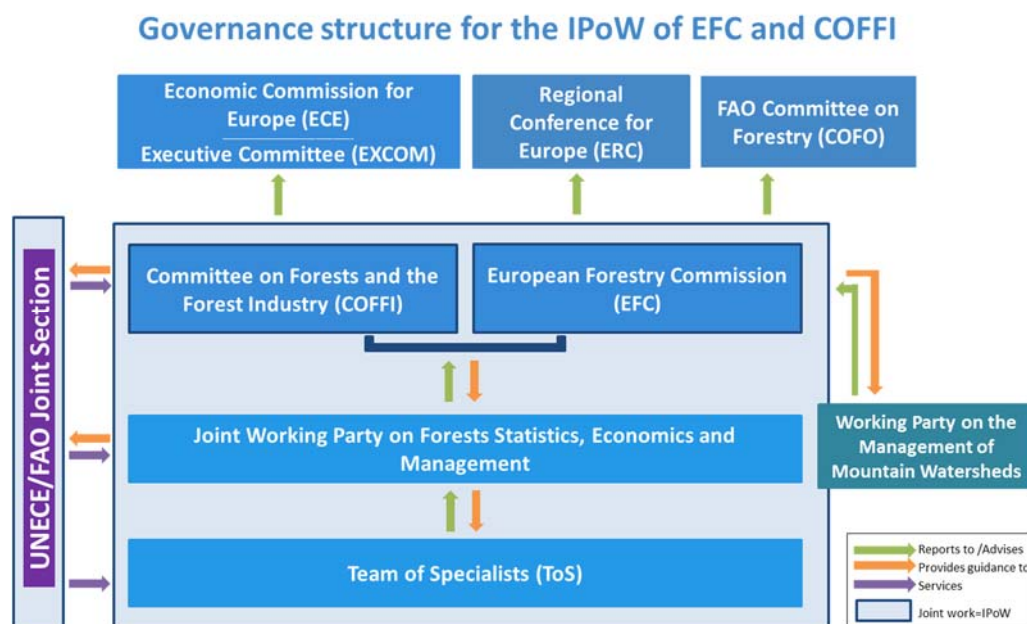 Governance structure for the IPoW of EFC and COFFI
Economic Commission for
Europe (ECE)
Executive Committee (EXCOM)
Regional
Conference for
Europe (ERC)
FAO Committee on
Forestry (COFO)
UNECE/FAO Joint Section
Committee on Forests and the
Forest Industry (COFFI)
European Forestry Commission
(EFC)
Joint Working Party on Forests Statistics, Economics and
Management
Working Party on the
Management of
Mountain Watersheds
Team of Specialists (ToS)
Reports to /Advises
Provides guidance to
Services
Joint work=IPoW